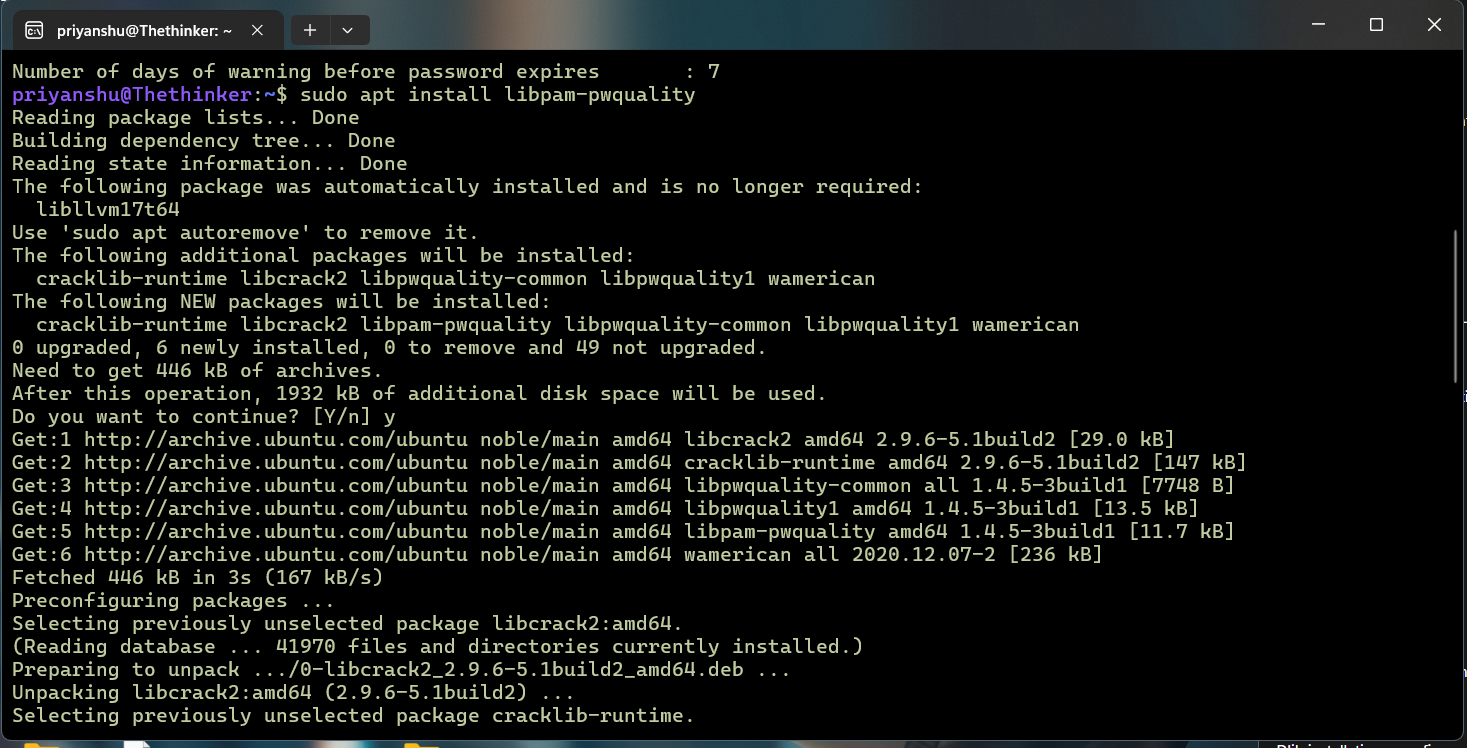 priyanshu@Thethinker: ~
Number of days of warning before password expires       : 7
priyanshu@Thethinker:~$ sudo apt install libpam-pwquality
Reading package lists... Done
Building dependency tree... Done
Reading state information... Done
The following package was automatically installed and is no longer required:
  libllvm17t64
Use 'sudo apt autoremove' to remove it.
The following additional packages will be installed:
  cracklib-runtime libcrack2 libpwquality-common libpwquality1 wamerican
The following NEW packages will be installed:
  cracklib-runtime libcrack2 libpam-pwquality libpwquality-common libpwquality1 wamerican
0 upgraded, 6 newly installed, 0 to remove and 49 not upgraded.
Need to get 446 kB of archives.
After this operation, 1932 kB of additional disk space will be used.
Do you want to continue? [Y/n] y
Get:1 http://archive.ubuntu.com/ubuntu noble/main amd64 libcrack2 amd64 2.9.6-5.1build2 [29.0 kB]
Get:2 http://archive.ubuntu.com/ubuntu noble/main amd64 cracklib-runtime amd64 2.9.6-5.1build2 [147 kB]
Get:3 http://archive.ubuntu.com/ubuntu noble/main amd64 libpwquality-common all 1.4.5-3build1 [7748 B]
Get:4 http://archive.ubuntu.com/ubuntu noble/main amd64 libpwquality1 amd64 1.4.5-3build1 [13.5 kB]
Get:5 http://archive.ubuntu.com/ubuntu noble/main amd64 libpam-pwquality amd64 1.4.5-3build1 [11.7 kB]
Get:6 http://archive.ubuntu.com/ubuntu noble/main amd64 wamerican all 2020.12.07-2 [236 kB]
Fetched 446 kB in 3s (167 kB/s)
Preconfiguring packages ...
Selecting previously unselected package libcrack2:amd64.
(Reading database ... 41970 files and directories currently installed.)
Preparing to unpack .../0-libcrack2_2.9.6-5.1build2_amd64.deb ...
Unpacking libcrack2:amd64 (2.9.6-5.1build2) ...
Selecting previously unselected package cracklib-runtime.